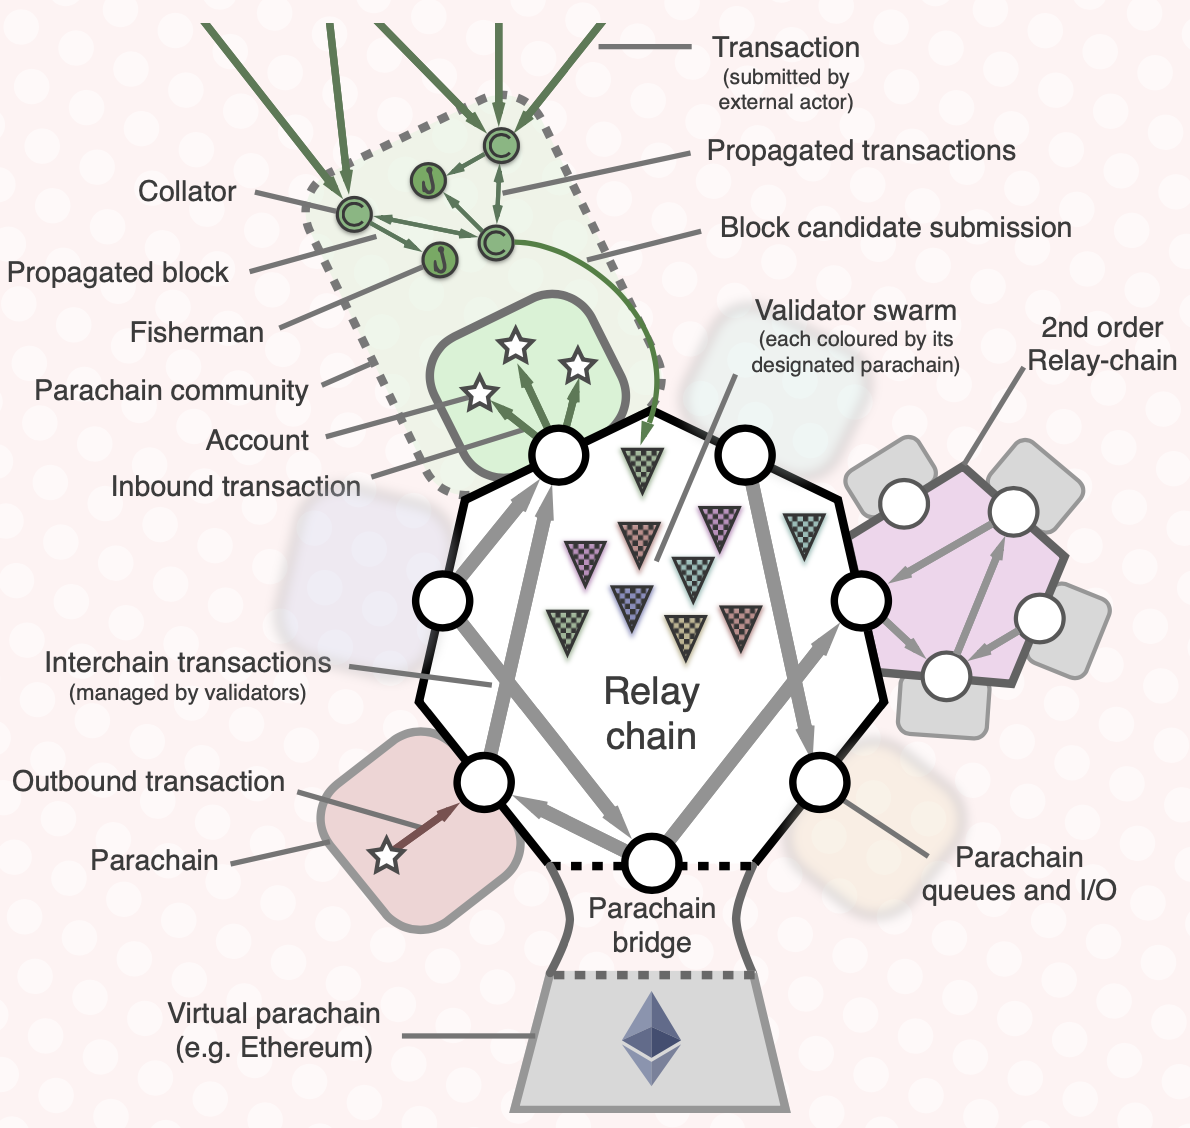 Transaction
(submitted by
external actor)
Propagated transactions
Collator
Block candidate submission
Propagated block
Validator swarm
(each coloured by its
designated parachain)
2nd order
Relay-chain
Fisherman
Parachain community
Account
Inbound transaction
Interchain transactions
(managed by validators)
Relay
chain
Outbound transaction
Parachain
Parachain
queues and I/O
Parachain
bridge
Virtual parachain
(e.g. Ethereum)
C
C
C